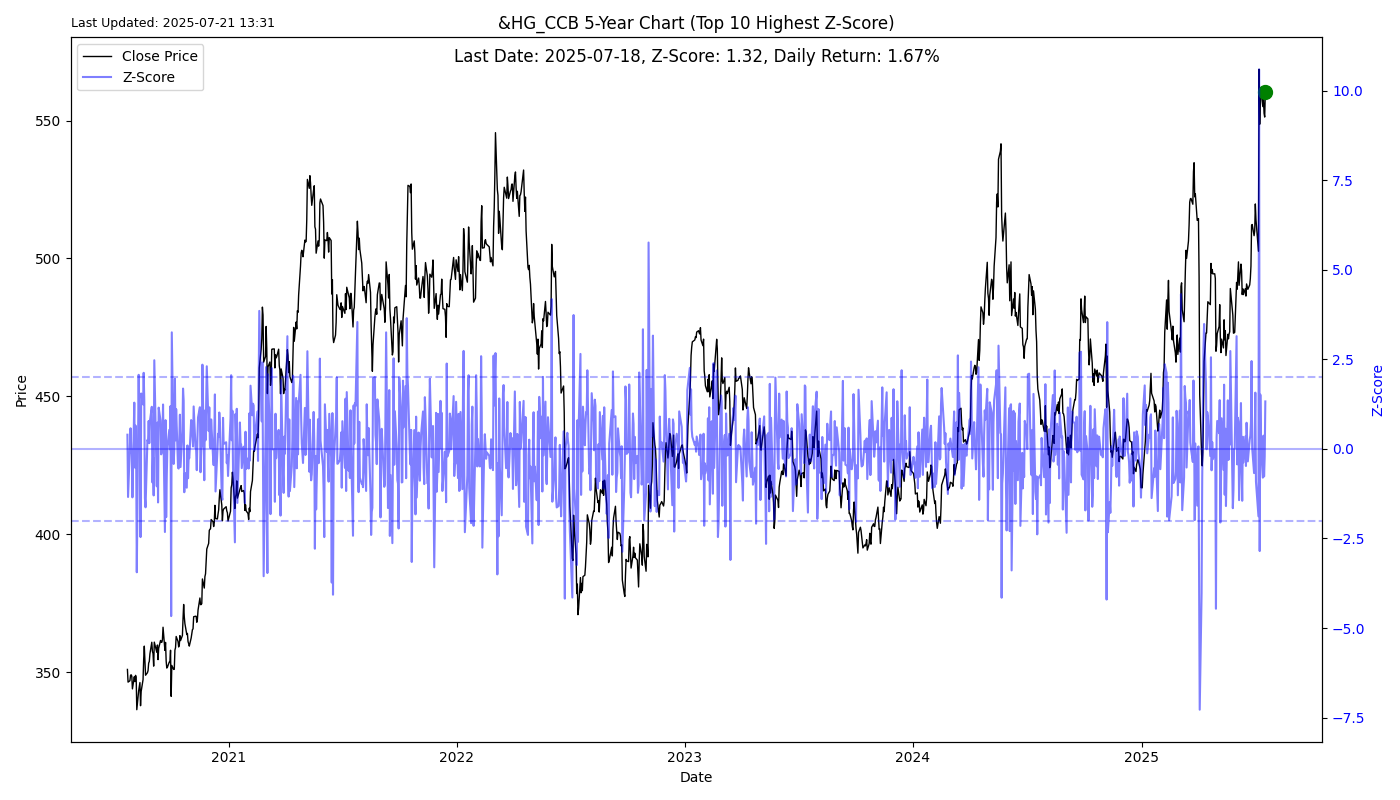 Last Updated: 2025-07-21 13:31
&HG_CCB 5-Year Chart (Top 10 Highest Z-Score)
Last Date: 2025-07-18, Z-Score: 1.32, Daily Return: 1.67%
Close Price
Z-Score
550
500
450
400
350
Price
10.0
7.5
5.0
2.5
0.0
−2.5
−5.0
−7.5
Z-Score
2021
2022
2023
2024
2025
Date